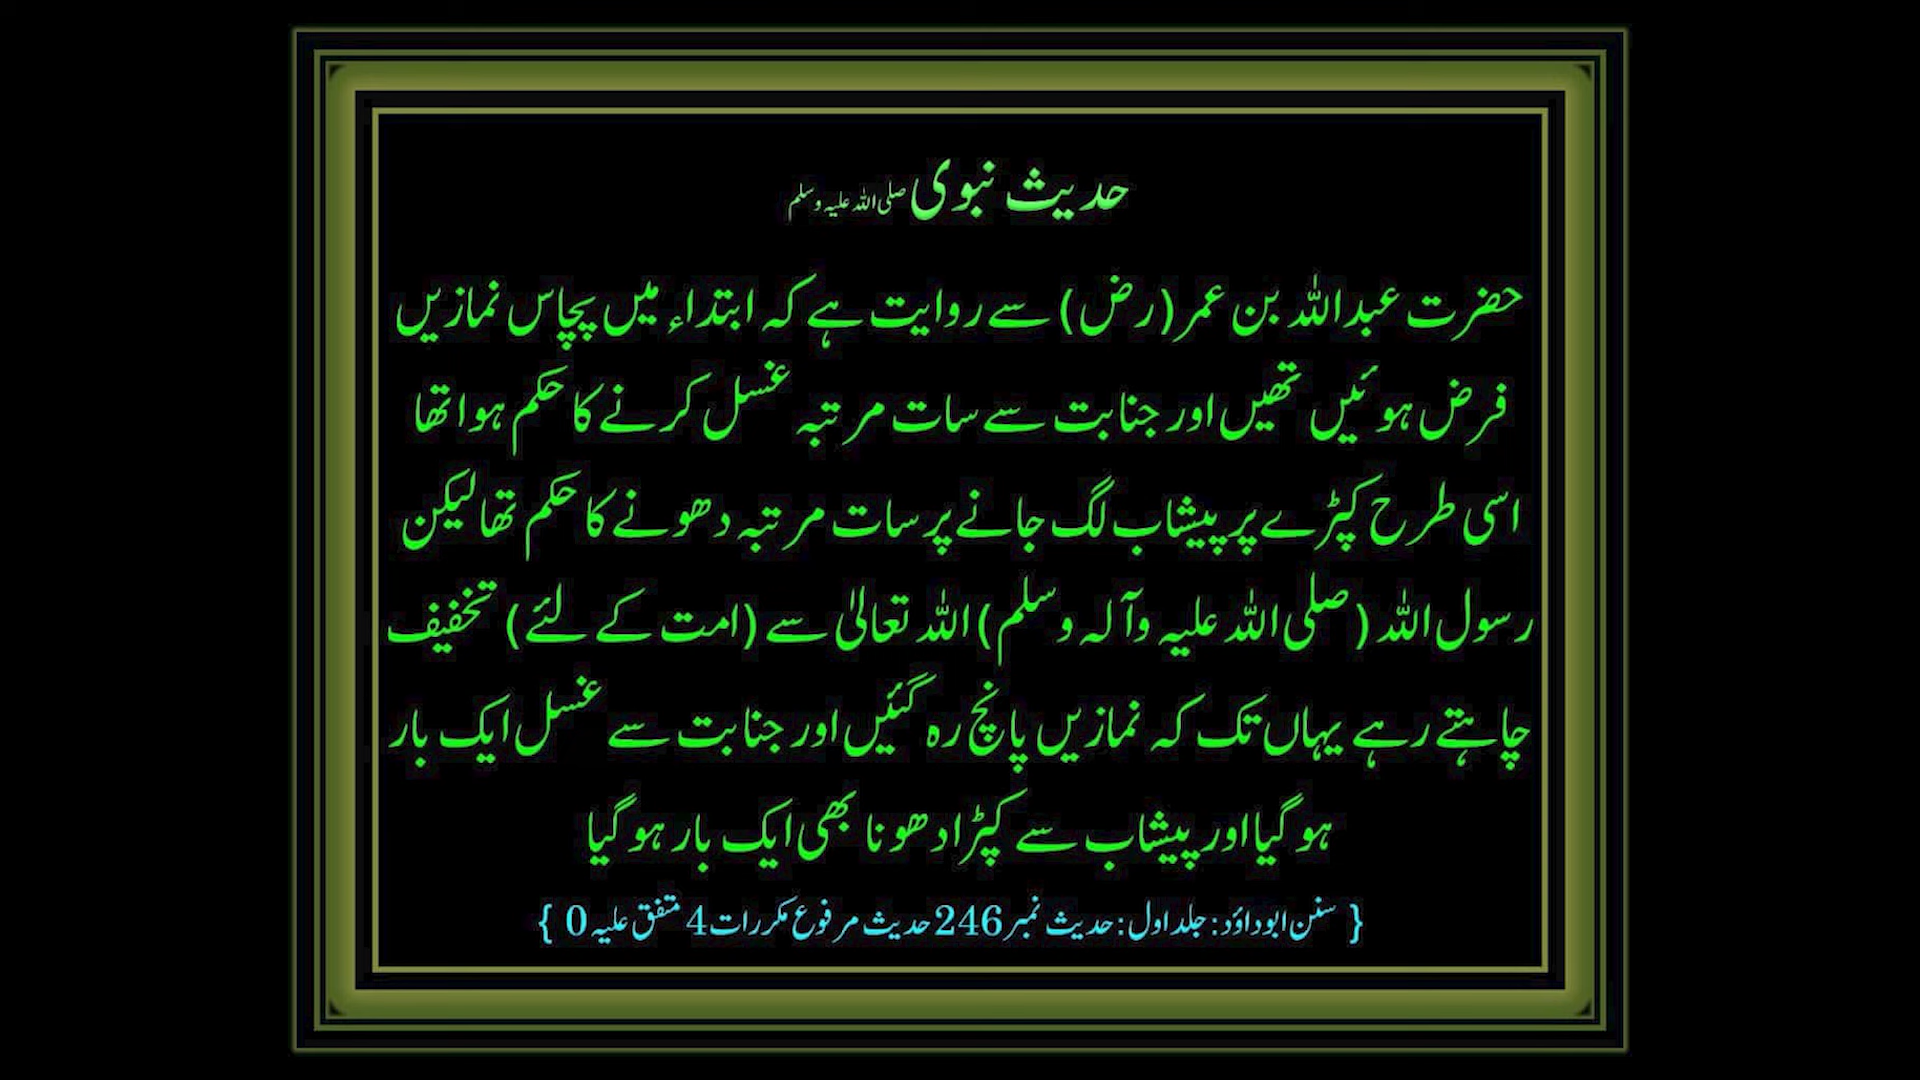 حدیث نبوی صلی اللہ علیہ وسلم
حضرت عبداللہ بن عمر (رض) سے روایت ہے کہ ابتداء میں پچاس نمازیں
فرض ہوئیں تھیں اور جنابت سے سات مرتبہ غسل کرنے کا حکم ہوا تھا
اسی طرح کپڑے پر پیشاب لگ جانے پر سات مرتبہ دھونے کا حکم تھا لیکن
رسول اللہ (صلی اللہ علیہ وآلہ وسلم) اللہ تعالیٰ سے (امت کے لئے) تخفیف
چاہتے رہے یہاں تک کہ نمازیں پانچ رہ گئیں اور جنابت سے غسل ایک بار
ہو گیا اور پیشاب سے کپڑا دھونا بھی ایک بار ہو گیا
{ سنن ابوداؤد: جلد اول: حدیث نمبر 246 حدیث مرفوع مکررات 4 متفق علیہ 0 }